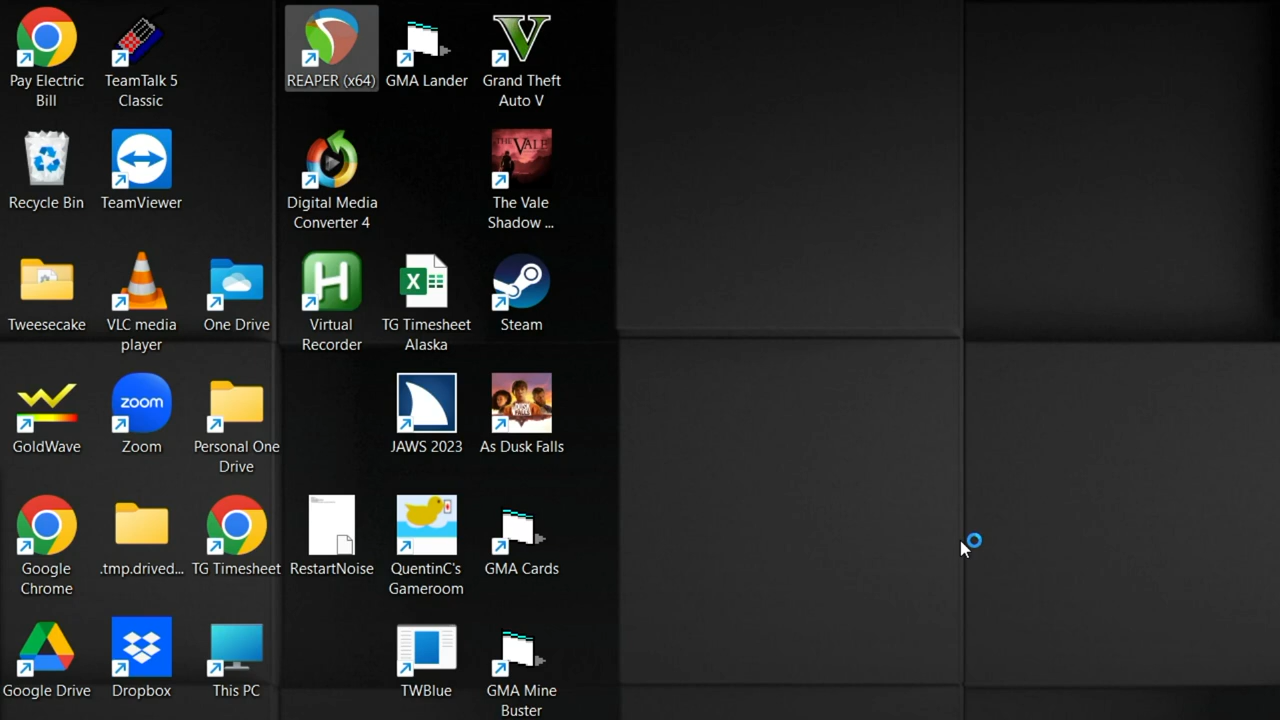 Pay Electric
Bill
TeamTalk 5
Classic
REAPER (x64)
GMA Lander
Grand Theft
Auto V
Recycle Bin
TeamViewer
Digital Media
Converter 4
THE VALE
The Vale
Shadow ...
Tweesecake
VLC media
player
One Drive
Virtual
Recorder
TG Timesheet
Alaska
Steam
GoldWave
zoom
Zoom
Personal One
Drive
JAWS 2023
As Dusk Falls
Google
Chrome
.tmp.drived...
TG Timesheet
RestartNoise
QuentinC's
Gameroom
GMA Cards
Google Drive
Dropbox
This PC
TWBlue
GMA Mine
Buster